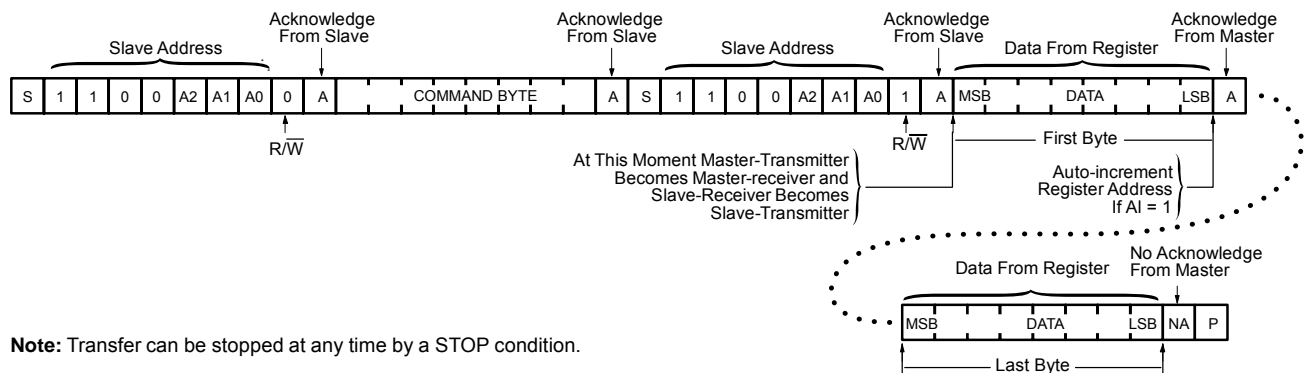 Acknowledge
From Slave
Acknowledge
From Slave
Acknowledge
From Slave
Acknowledge
From Master
Slave Address
Slave Address
Data From Register
S 1 1 0 0 A2 A1 A0 0 A COMMAND BYTE A S 1 1 0 0 A2 A1 A0 1 A MSB DATA LSB A
R/W̅
R/W̅
First Byte
At This Moment Master-Transmitter
Becomes Master-receiver and
Slave-Receiver Becomes
Slave-Transmitter
Auto-increment
Register Address
If AI = 1
Data From Register
No Acknowledge
From Master
MSB DATA LSB NA P
Last Byte
Note: Transfer can be stopped at any time by a STOP condition.